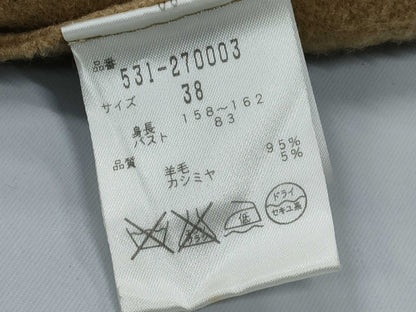 品番 531-270003
サイズ 38
身長 158～162
バスト 83
品質 羊毛 95%
カシミヤ 5%
低 ドライ
セキユ系